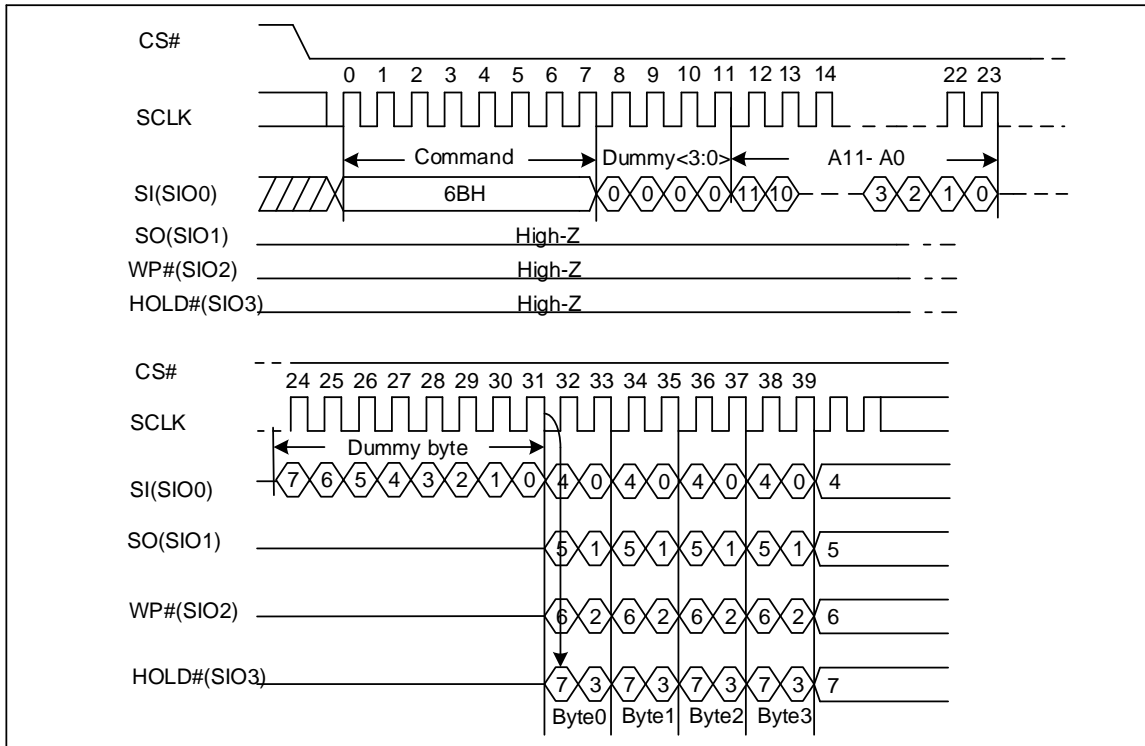 CS#
0 1 2 3 4 5 6 7 8 9 10 11 12 13 14 22 23
SCLK
Command Dummy<3:0> A11- A0
SI(SIO0) 6BH 0 0 0 0 11 10 3 2 1 0
SO(SIO1) High-Z
WP#(SIO2) High-Z
HOLD#(SIO3) High-Z
CS#
24 25 26 27 28 29 30 31 32 33 34 35 36 37 38 39
SCLK
Dummy byte
SI(SIO0) 7 6 5 4 3 2 1 0 4 0 4 0 4 0 4 0 4
SO(SIO1) 5 1 5 1 5 1 5 1 5
WP#(SIO2) 6 2 6 2 6 2 6 2 6
HOLD#(SIO3) 7 3 7 3 7 3 7 3 7
Byte0 Byte1 Byte2 Byte3